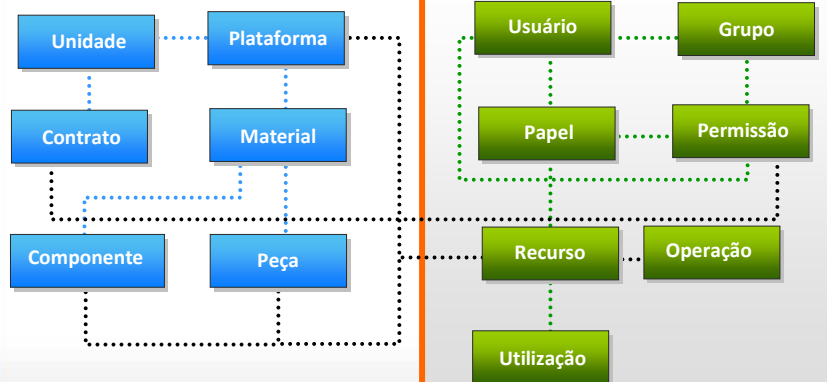 Unidade
Plataforma
Contrato
Material
Componente
Peça
Usuário
Grupo
Papel
Permissão
Recurso
Operação
Utilização